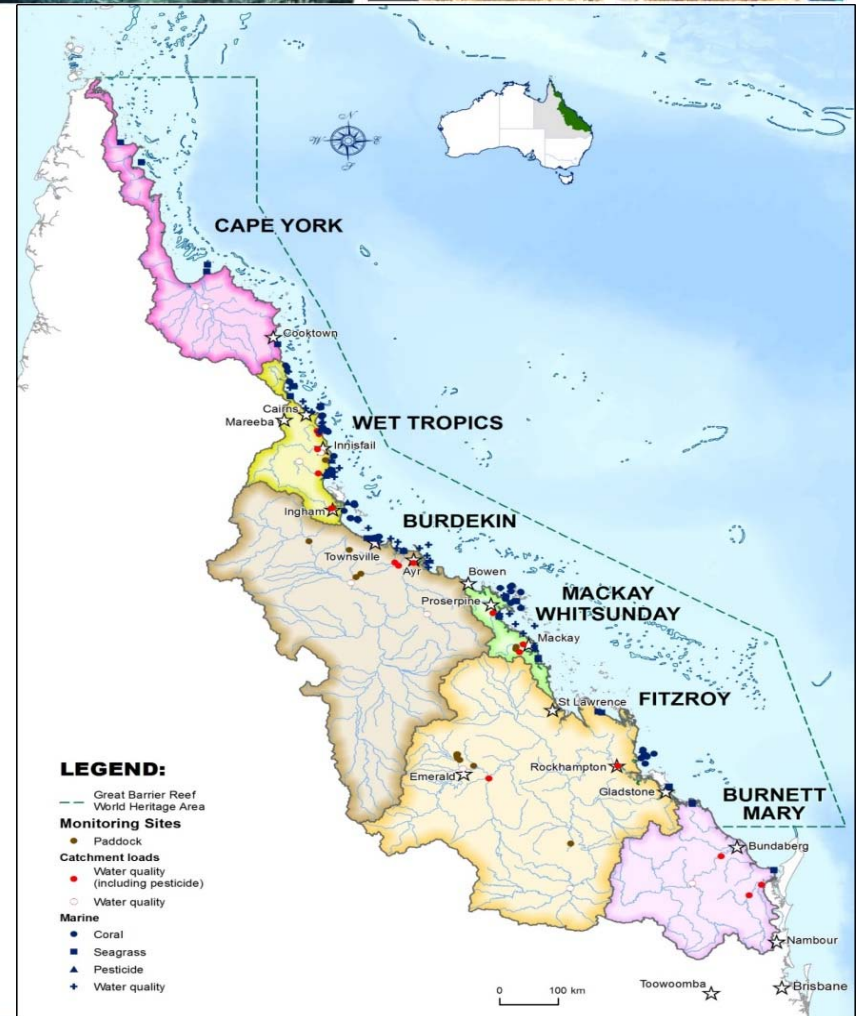 CAPE YORK
Cooktown
Cairns
Mareeba
WET TROPICS
Innisfail
Ingham
BURDEKIN
Townsville
Ayr
Bowen
Proserpine
MACKAY
WHITSUNDAY
Mackay
St Lawrence
FITZROY
Emerald
Rockhampton
Gladstone
BURNETT
MARY
Bundaberg
Nambour
Toowoomba
Brisbane
LEGEND:
Great Barrier Reef
World Heritage Area
Monitoring Sites
Paddock
Catchment loads
Water quality
(including pesticide)
Water quality
Marine
Coral
Seagrass
Pesticide
Water quality
0 100 km